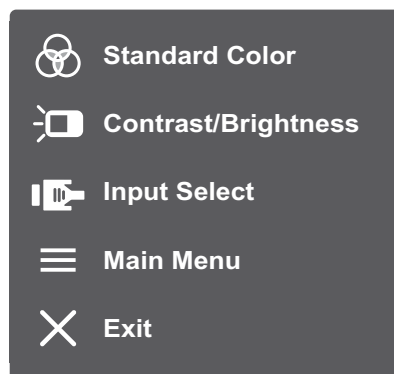 Standard Color
Contrast/Brightness
Input Select
Main Menu
Exit